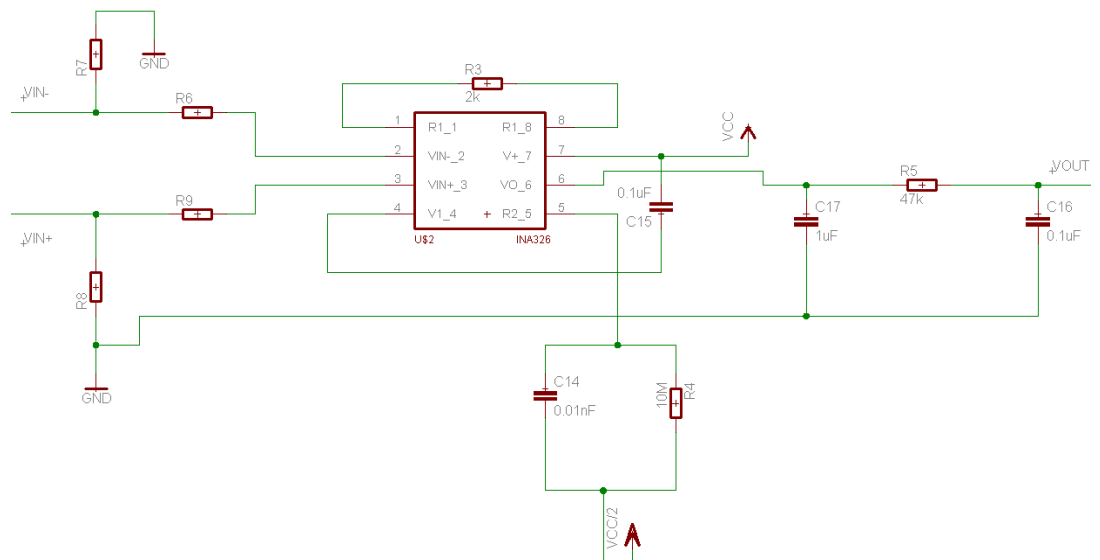 R7
GND
VIN-
R6
R3
2k
1
R1_1
R1_8
8
2
VIN-_2
V+_7
7
3
VIN+_3
VO_6
6
4
V1_4
R2_5
5
U$2
INA326
VCC
0.1uF
C15
R5
47k
VOUT
C17
1uF
C16
0.1uF
R9
VIN+
R8
GND
C14
0.01nF
10M
R4
VCC/2